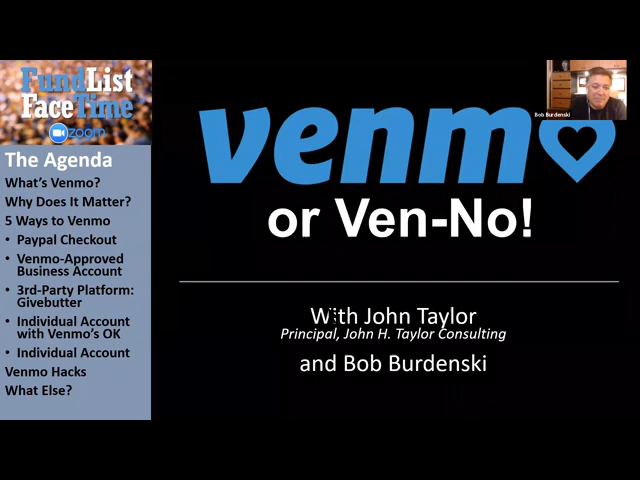 FundList
FaceTime
zoom
The Agenda
What's Venmo?
Why Does It Matter?
5 Ways to Venmo
• Paypal Checkout
• Venmo-Approved
Business Account
• 3rd-Party Platform:
Givebutter
• Individual Account
with Venmo's OK
• Individual Account
Venmo Hacks
What Else?
Bob Burdenski
venmo
or Ven-No!
With John Taylor
Principal, John H. Taylor Consulting
and Bob Burdenski